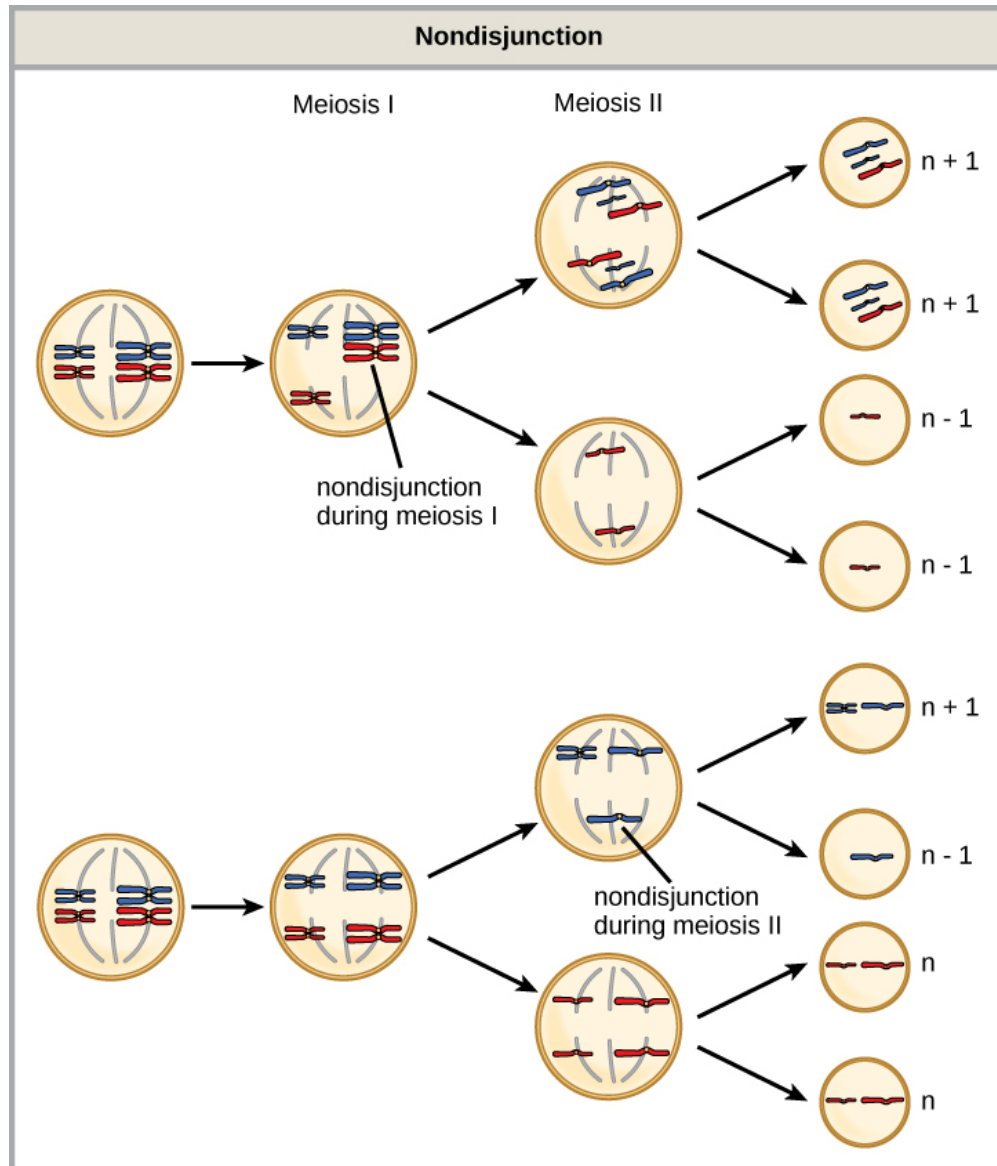 Nondisjunction
Meiosis I
Meiosis II
n + 1
n + 1
nondisjunction
during meiosis I
n - 1
n - 1
n + 1
n - 1
nondisjunction
during meiosis II
n
n